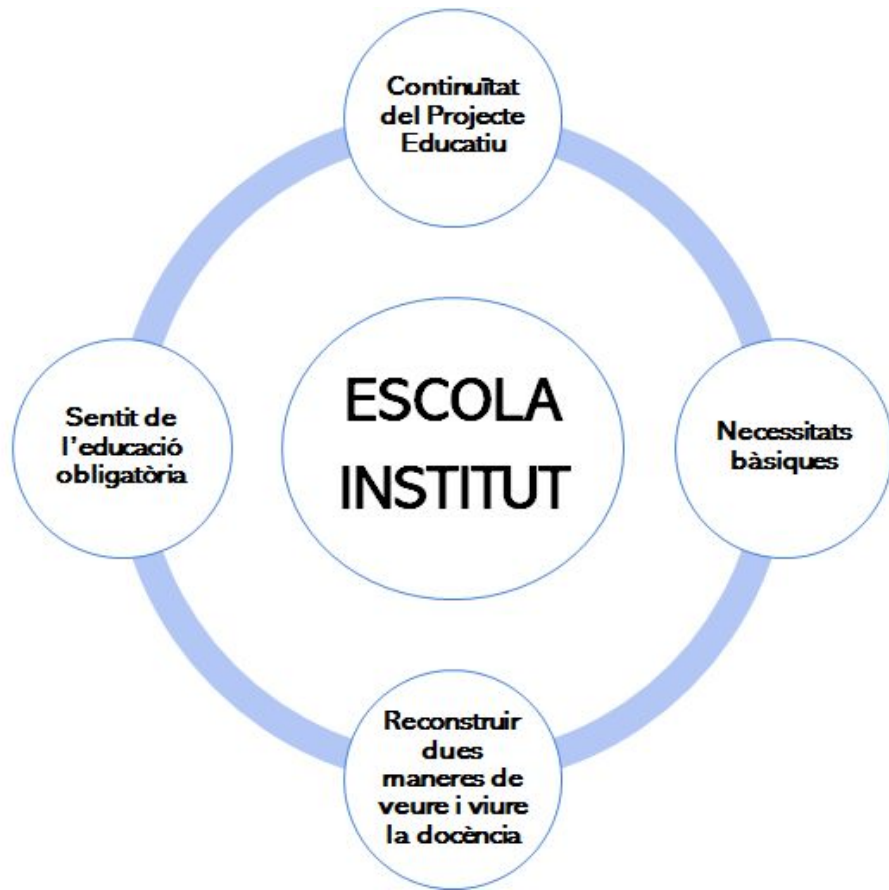 Continuïtat
del Projecte
Educatiu
Sentit de
l'educació
obligatòria
ESCOLA
INSTITUT
Necessitats
bàsiques
Reconstruir
dues
maneres de
veure i viure
la docència